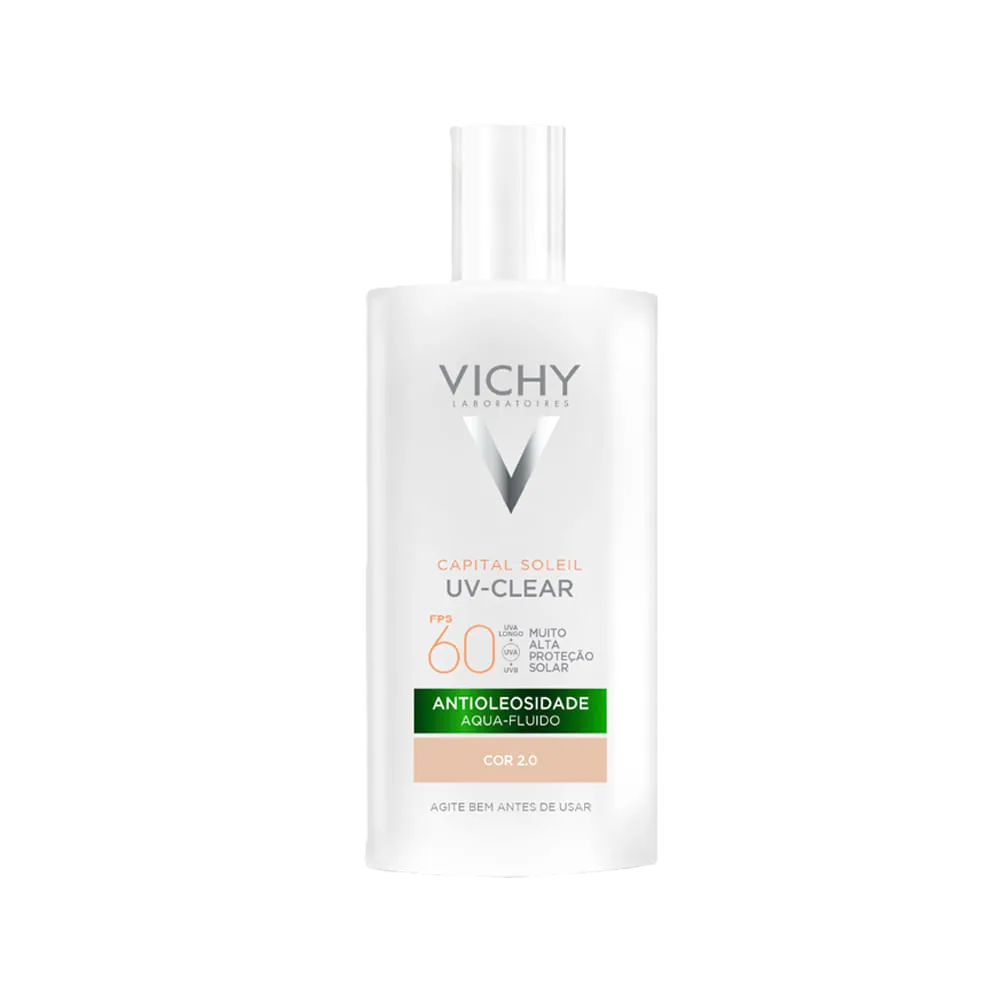 VICHY
LABORATOIRES
CAPITAL SOLEIL
UV-CLEAR
FPS
60
UVA
LONGO
+
UVA
+
UVB
MUITO
ALTA
PROTEÇÃO
SOLAR
ANTIOLEOSIDADE
AQUA-FLUIDO
COR 2.0
AGITE BEM ANTES DE USAR